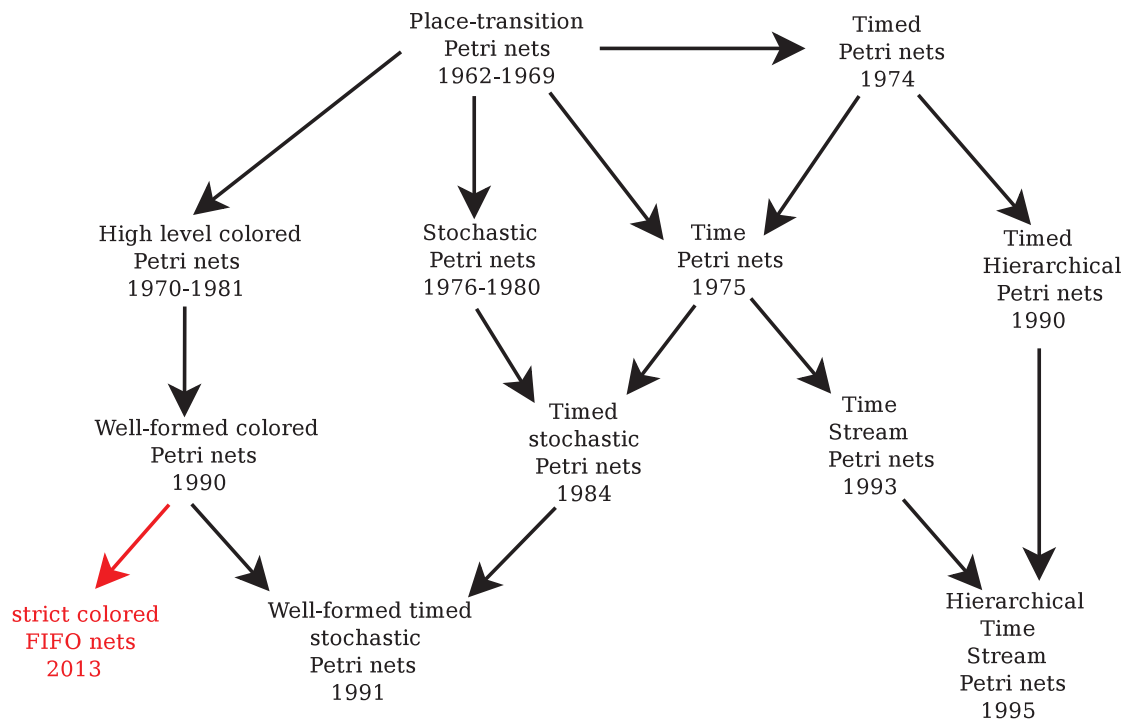 Place-transition
Petri nets
1962-1969
Timed
Petri nets
1974
High level colored
Petri nets
1970-1981
Stochastic
Petri nets
1976-1980
Time
Petri nets
1975
Timed
Hierarchical
Petri nets
1990
Well-formed colored
Petri nets
1990
Timed
stochastic
Petri nets
1984
Time
Stream
Petri nets
1993
strict colored
FIFO nets
2013
Well-formed timed
stochastic
Petri nets
1991
Hierarchical
Time
Stream
Petri nets
1995